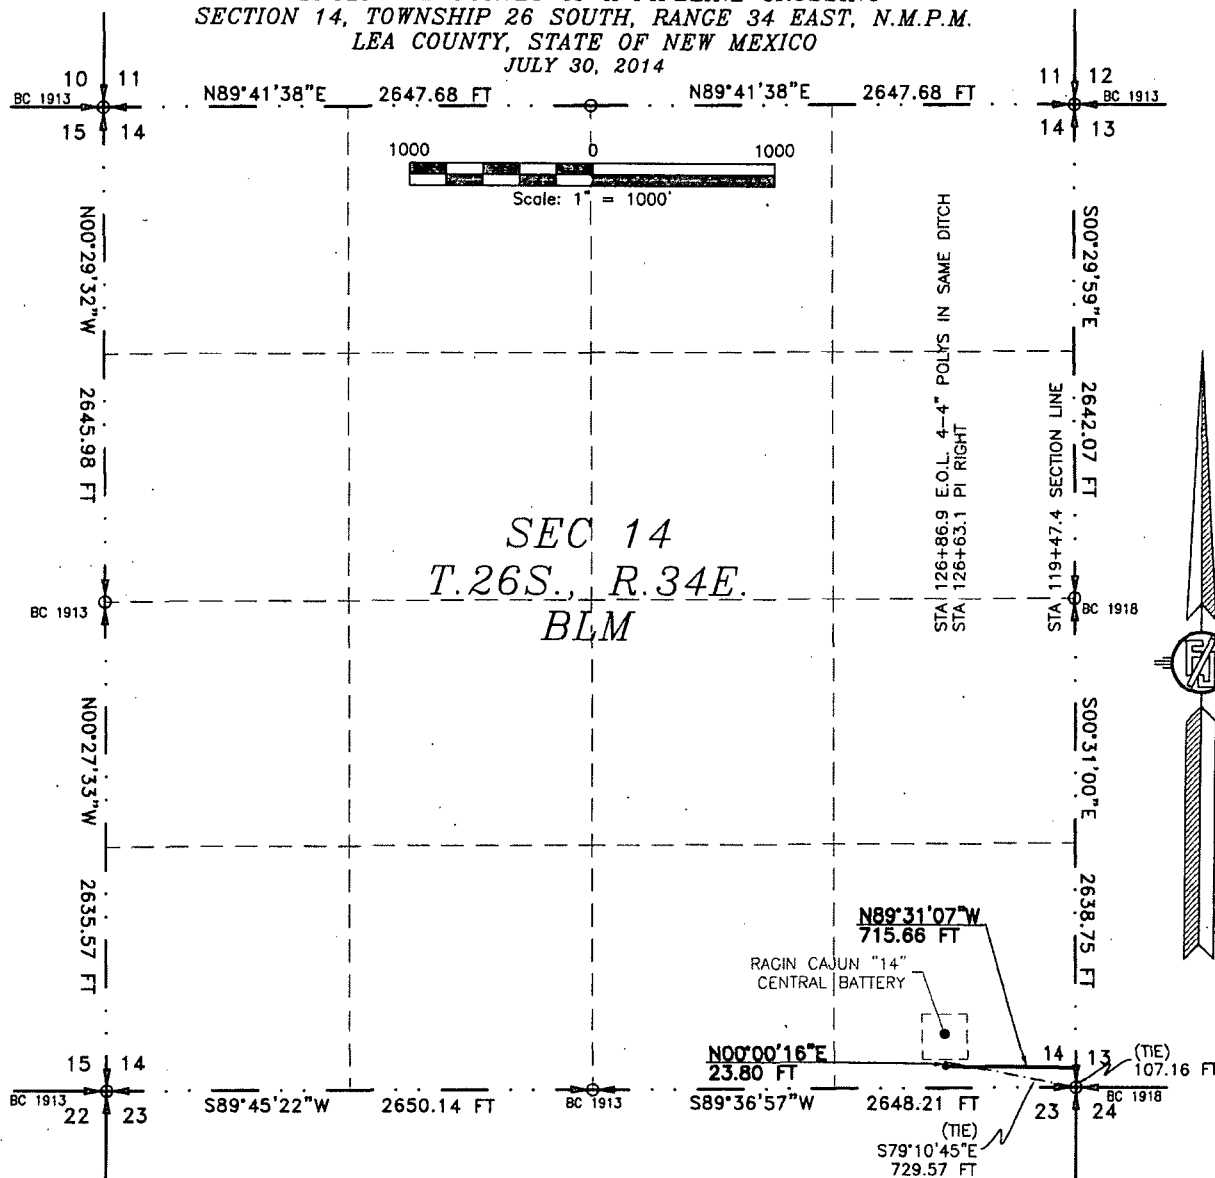 SECTION 14, TOWNSHIP 26 SOUTH, RANGE 34 EAST, N.M.P.M.
LEA COUNTY, STATE OF NEW MEXICO
JULY 30, 2014
10 11
BC 1913
15 14
N89°41'38"E 2647.68 FT
N89°41'38"E 2647.68 FT
11 12
BC 1913
14 13
1000 0 1000
Scale: 1" = 1000'
N00°29'32"W 2645.98 FT
S00°29'59"E 2642.07 FT
STA 126+86.9 E.O.L. 4-4" POLYS IN SAME DITCH
STA 126+63.1 PI RIGHT
STA 119+47.4 SECTION LINE
SEC 14
T.26S., R.34E.
BLM
BC 1913
BC 1918
N00°27'33"W 2635.57 FT
S00°31'00"E 2638.75 FT
N89°31'07"W
715.66 FT
RAGIN CAJUN "14"
CENTRAL BATTERY
N00°00'16"E
23.80 FT
14 13
(TIE)
107.16 FT
15 14
BC 1913
22 23
S89°45'22"W 2650.14 FT
BC 1913
S89°36'57"W 2648.21 FT
BC 1918
23 24
(TIE)
S79°10'45"E
729.57 FT